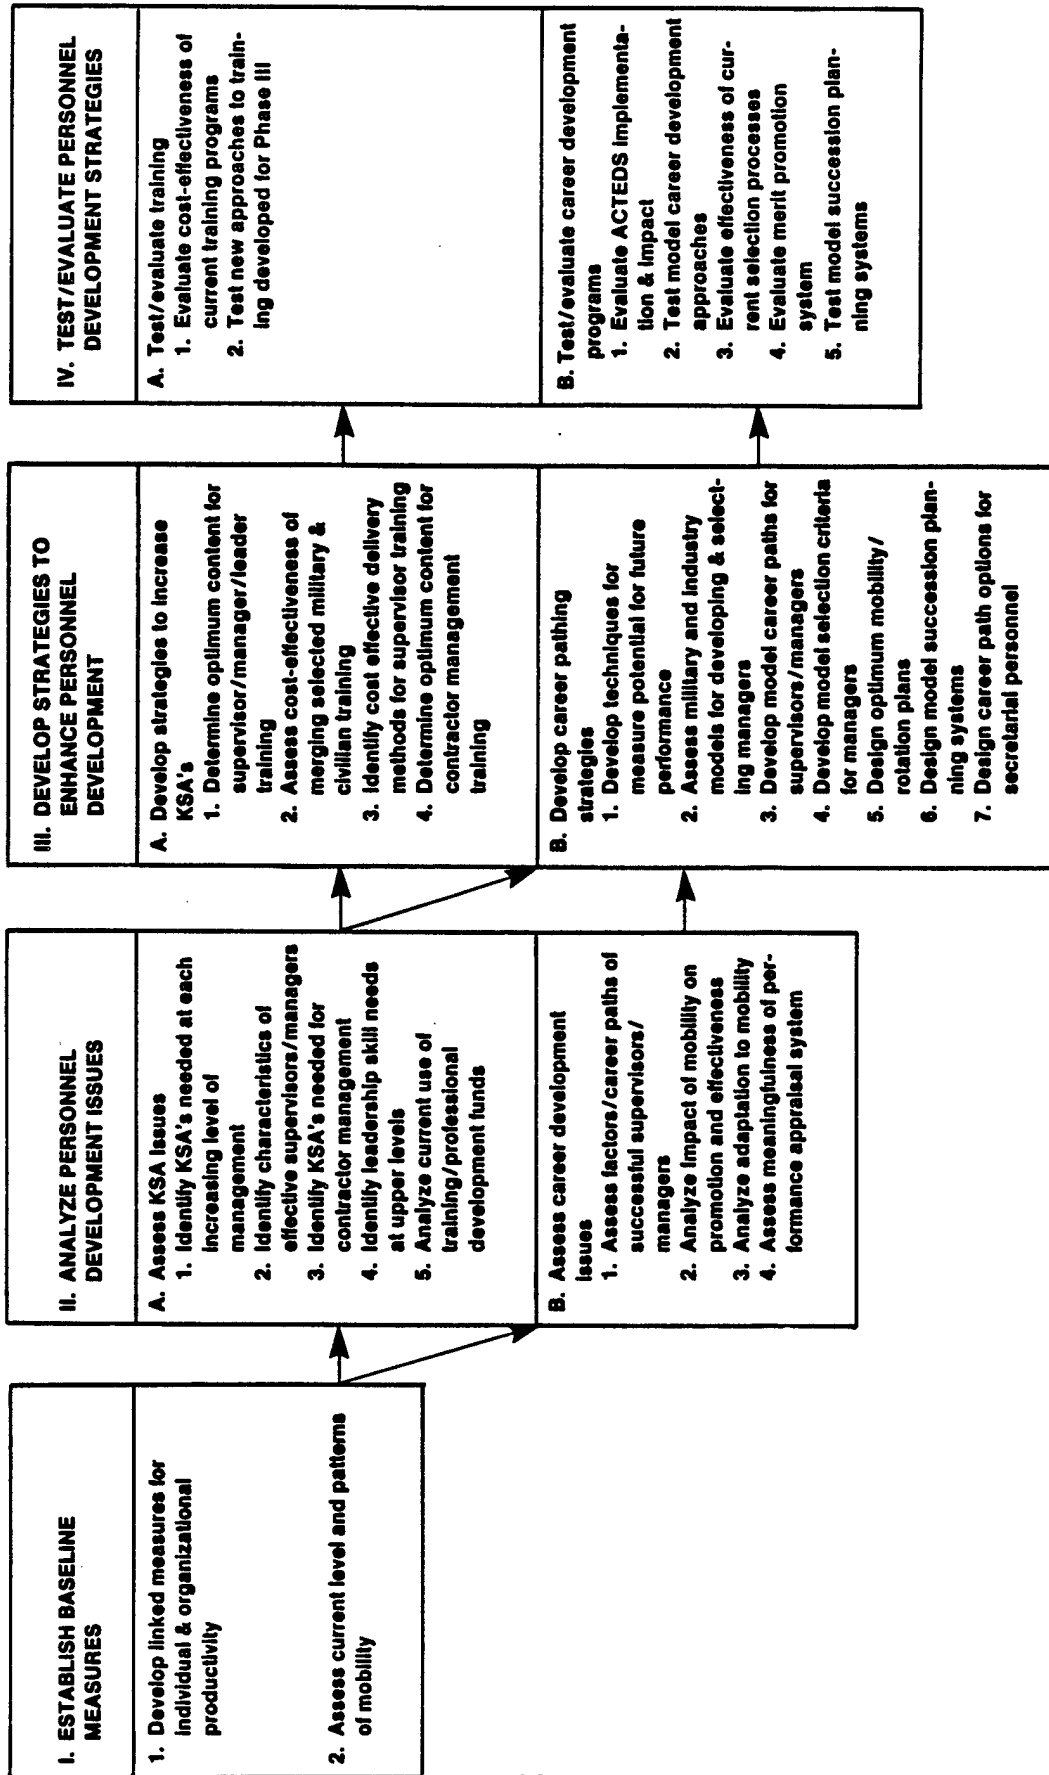 I. ESTABLISH BASELINE
MEASURES
1. Develop linked measures for
individual & organizational
productivity
2. Assess current level and patterns
of mobility
II. ANALYZE PERSONNEL
DEVELOPMENT ISSUES
A. Assess KSA issues
1. Identify KSA's needed at each
increasing level of
management
2. Identify characteristics of
effective supervisors/managers
3. Identify KSA's needed for
contractor management
4. Identify leadership skill needs
at upper levels
5. Analyze current use of
training/professional
development funds
B. Assess career development
issues
1. Assess factors/career paths of
successful supervisors/
managers
2. Analyze impact of mobility on
promotion and effectiveness
3. Analyze adaptation to mobility
4. Assess meaningfulness of per-
formance appraisal system
III. DEVELOP STRATEGIES TO
ENHANCE PERSONNEL
DEVELOPMENT
A. Develop strategies to increase
KSA's
1. Determine optimum content for
supervisor/manager/leader
training
2. Assess cost-effectiveness of
merging selected military &
civilian training
3. Identify cost effective delivery
methods for supervisor training
4. Determine optimum content for
contractor management
training
B. Develop career pathing
strategies
1. Develop techniques for
measure potential for future
performance
2. Assess military and industry
models for developing & select-
ing managers
3. Develop model career paths for
supervisors/managers
4. Develop model selection criteria
for managers
5. Design optimum mobility/
rotation plans
6. Design model succession plan-
ning systems
7. Design career path options for
secretarial personnel
IV. TEST/EVALUATE PERSONNEL
DEVELOPMENT STRATEGIES
A. Test/evaluate training
1. Evaluate cost-effectiveness of
current training programs
2. Test new approaches to train-
ing developed for Phase III
B. Test/evaluate career development
programs
1. Evaluate ACTEDS implementa-
tion & impact
2. Test model career development
approaches
3. Evaluate effectiveness of cur-
rent selection processes
4. Evaluate merit promotion
system
5. Test model succession plan-
ning systems